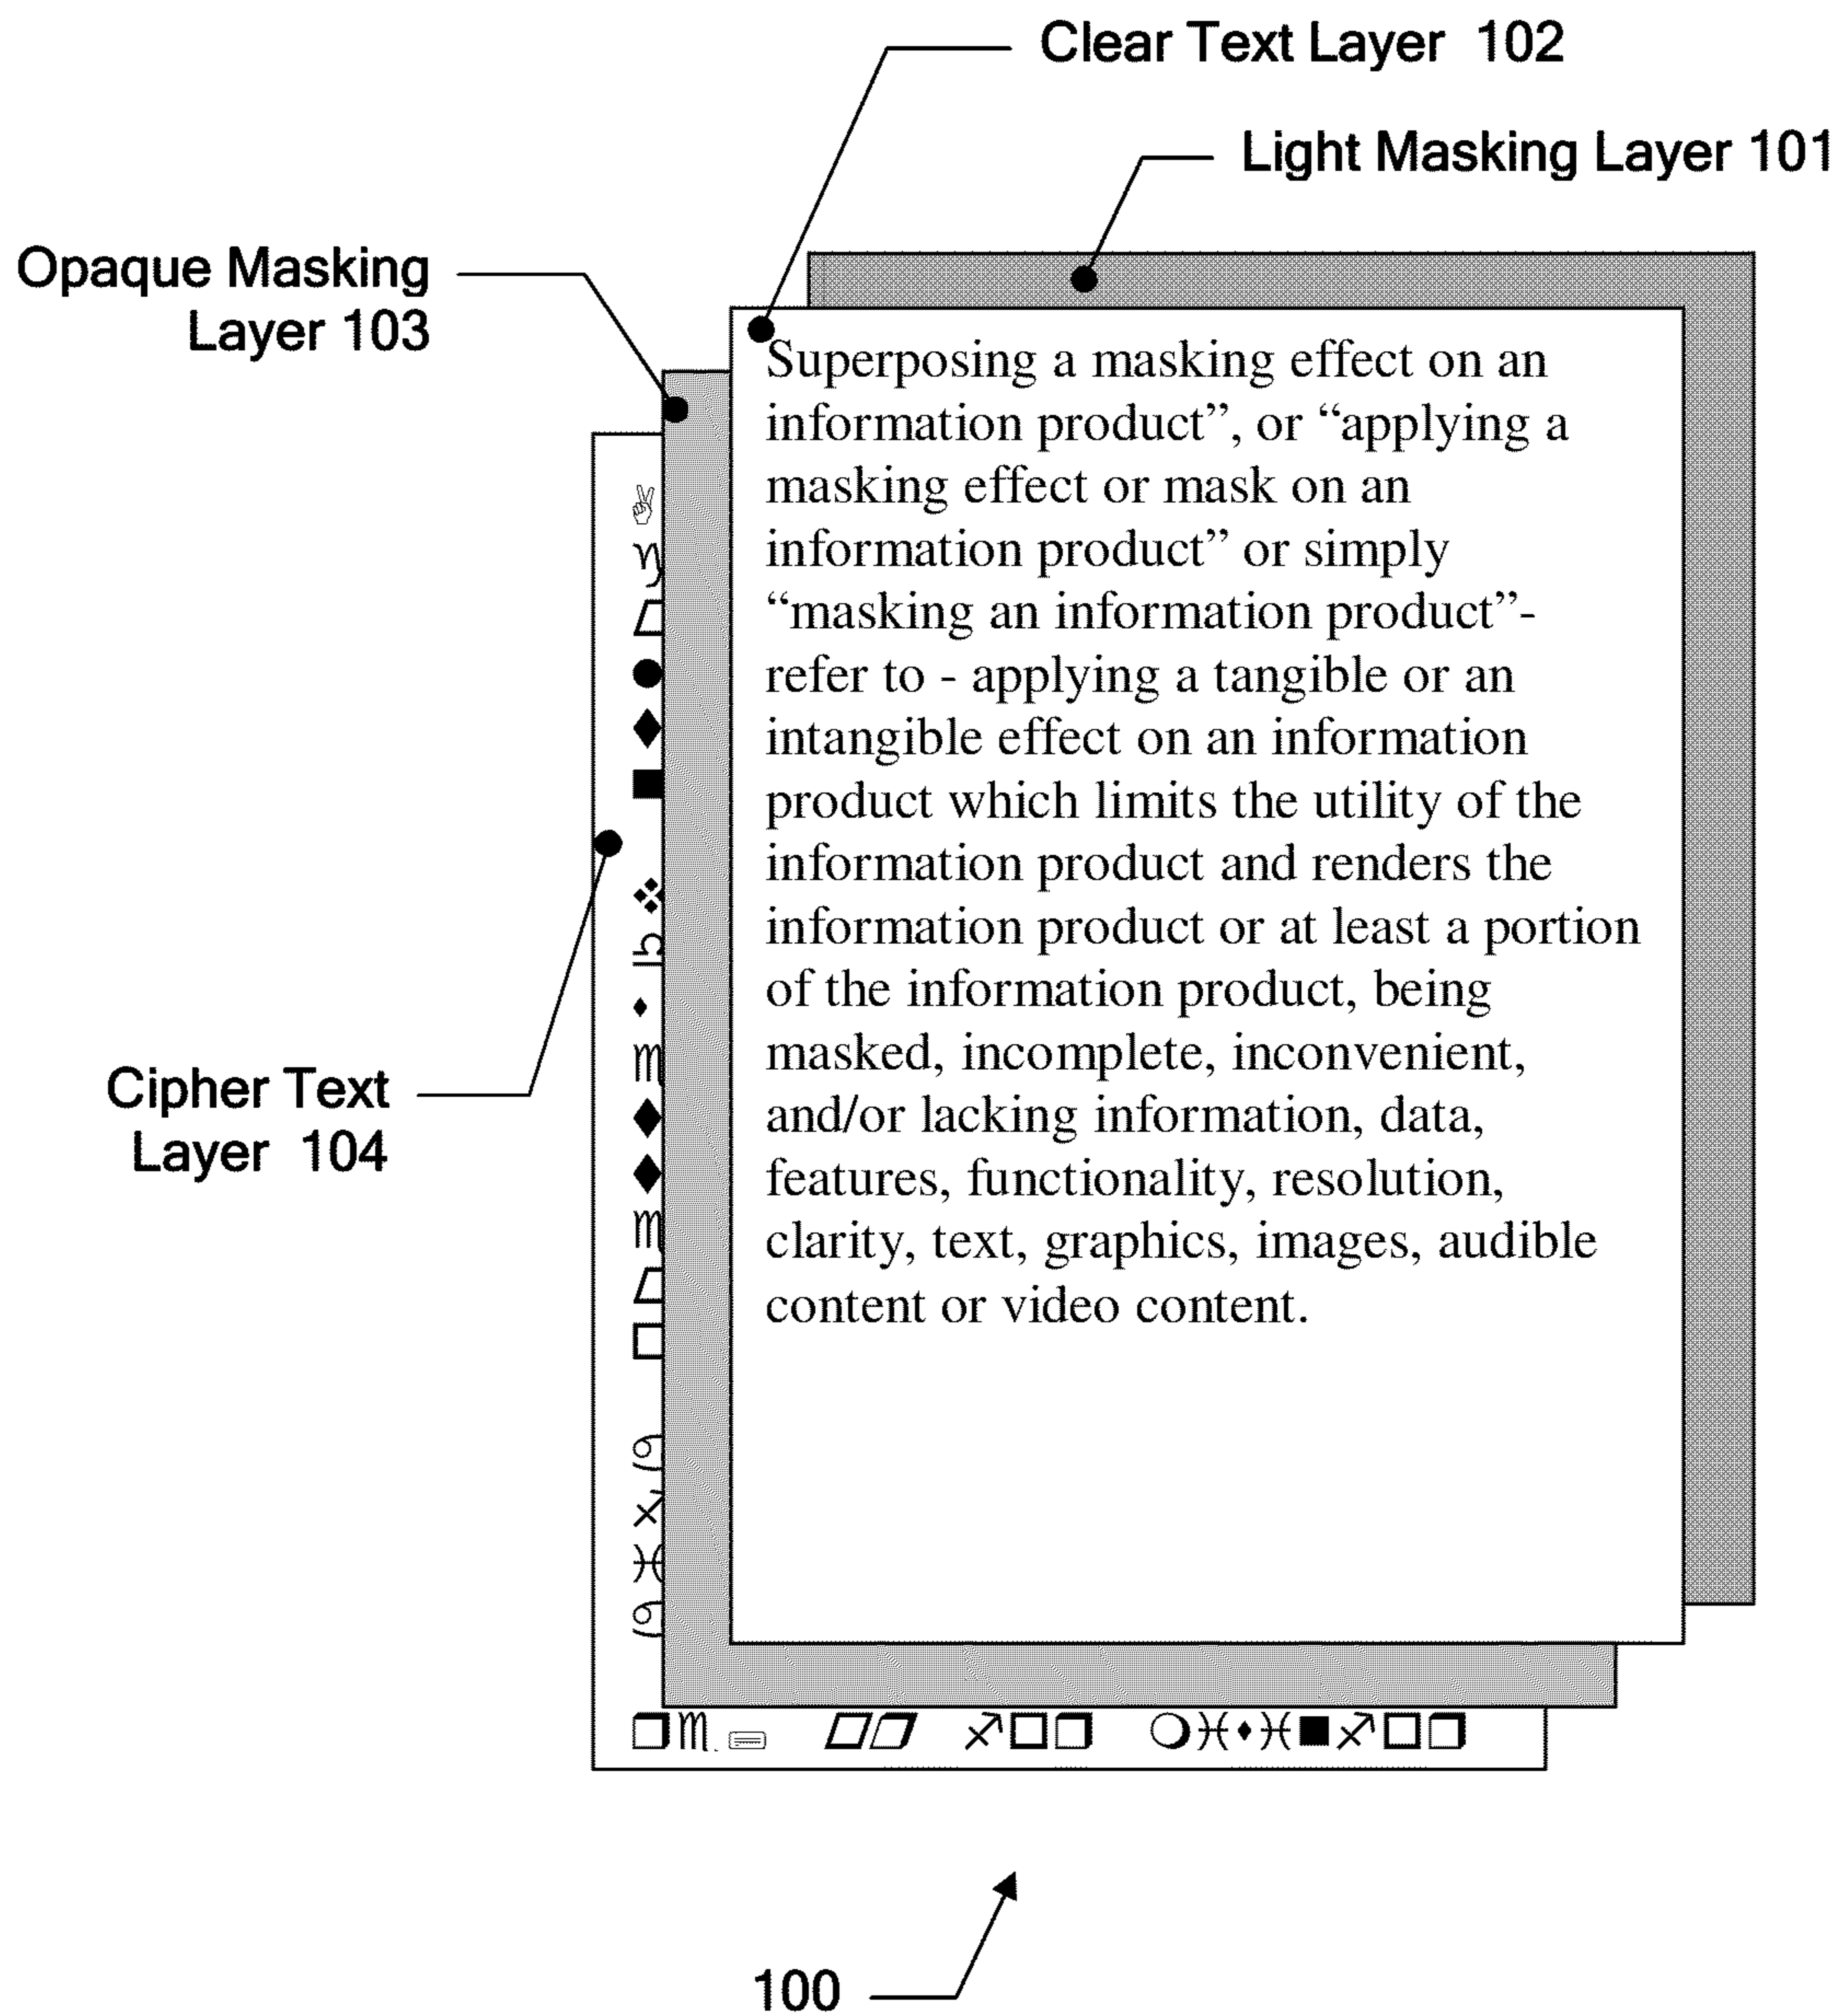 Clear Text Layer 102
Light Masking Layer 101
Opaque Masking
Layer 103
Superposing a masking effect on an
information product”, or “applying a
masking effect or mask on an
information product” or simply
“masking an information product”-
refer to - applying a tangible or an
intangible effect on an information
product which limits the utility of the
information product and renders the
information product or at least a portion
of the information product, being
masked, incomplete, inconvenient,
and/or lacking information, data,
features, functionality, resolution,
clarity, text, graphics, images, audible
content or video content.
Cipher Text
Layer 104
100